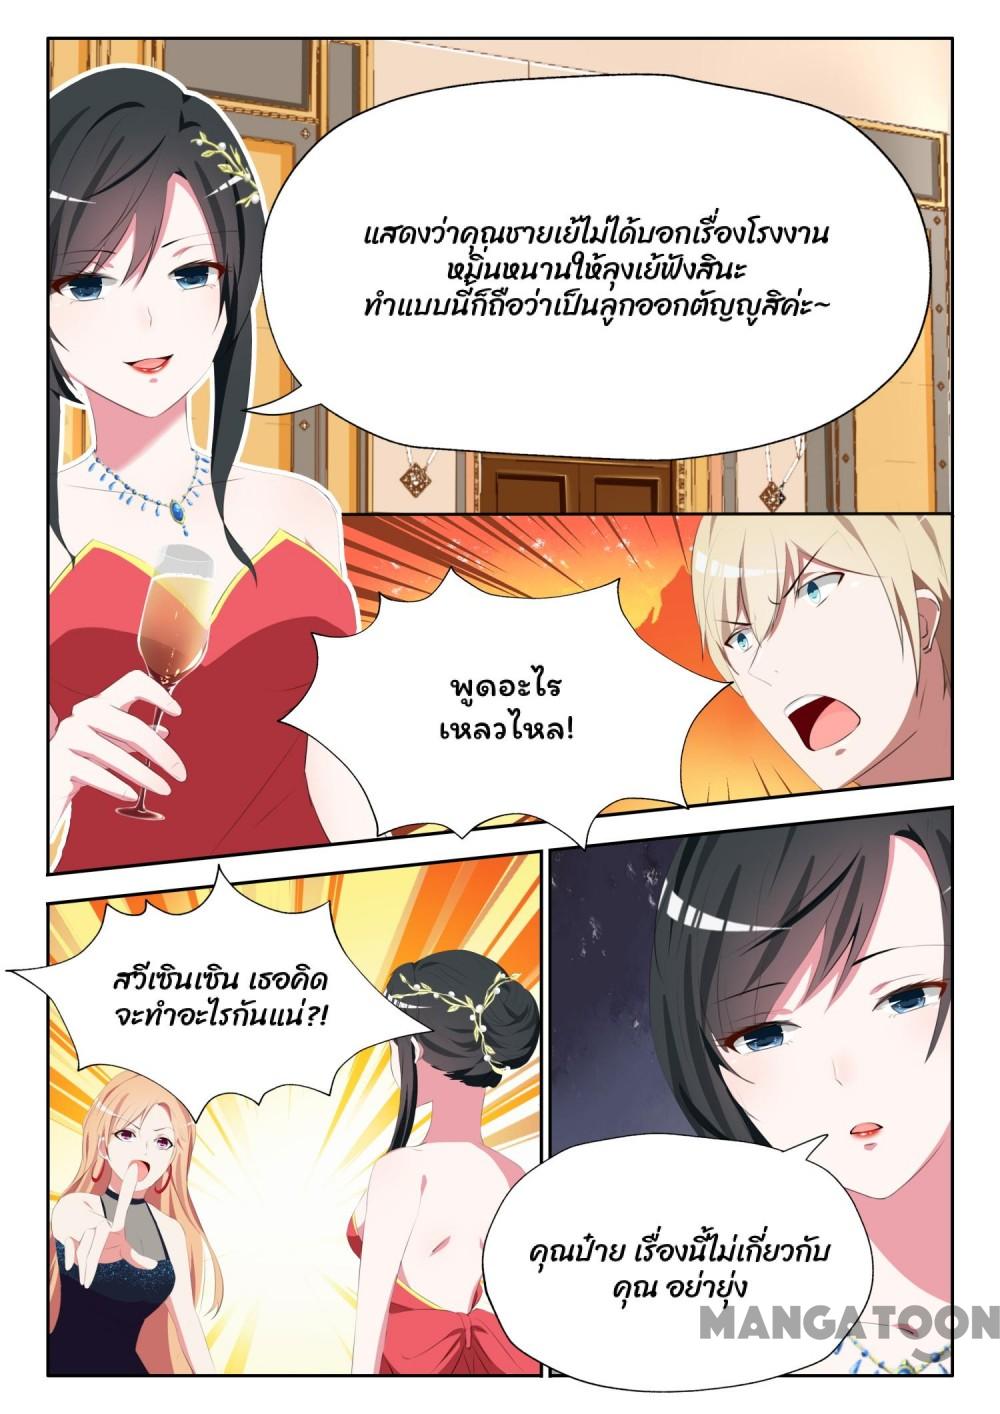 แสดงว่าคุณชายเย้ไม่ได้บอกเรื่องโรงงาน
หมิ่นหนานให้ลุงเย้ฟังสินะ
ทำแบบนี้ก็ถือว่าเป็นลูกออกตัญญูสิค่ะ~
พูดอะไร
เหลวไหล!
สวีเซินเซิน เธอคิด
จะทำอะไรกันแน่?!
คุณป๋าย เรื่องนี้ไม่เกี่ยวกับ
คุณ อย่ายุ่ง
MANGATOON